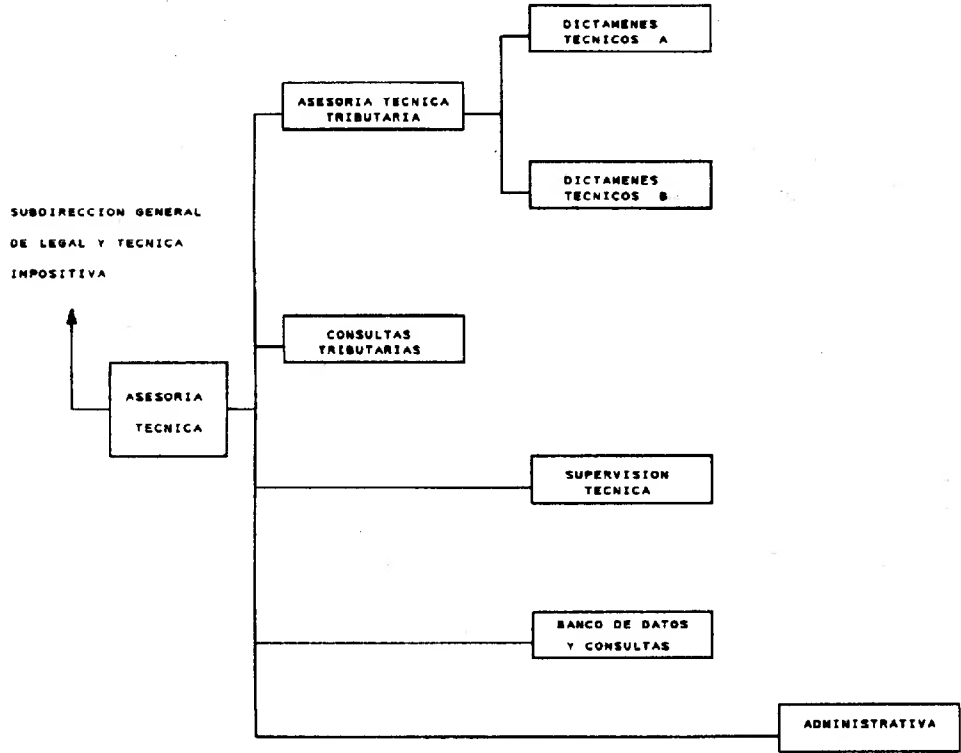 DICTAMENES
TECNICOS A
ASESORIA TECNICA
TRIBUTARIA
DICTAMENES
TECNICOS B
SUBDIRECCION GENERAL
DE LEGAL Y TECNICA
IMPOSITIVA
CONSULTAS
TRIBUTARIAS
ASESORIA
TECNICA
SUPERVISION
TECNICA
BANCO DE DATOS
Y CONSULTAS
ADMINISTRATIVA